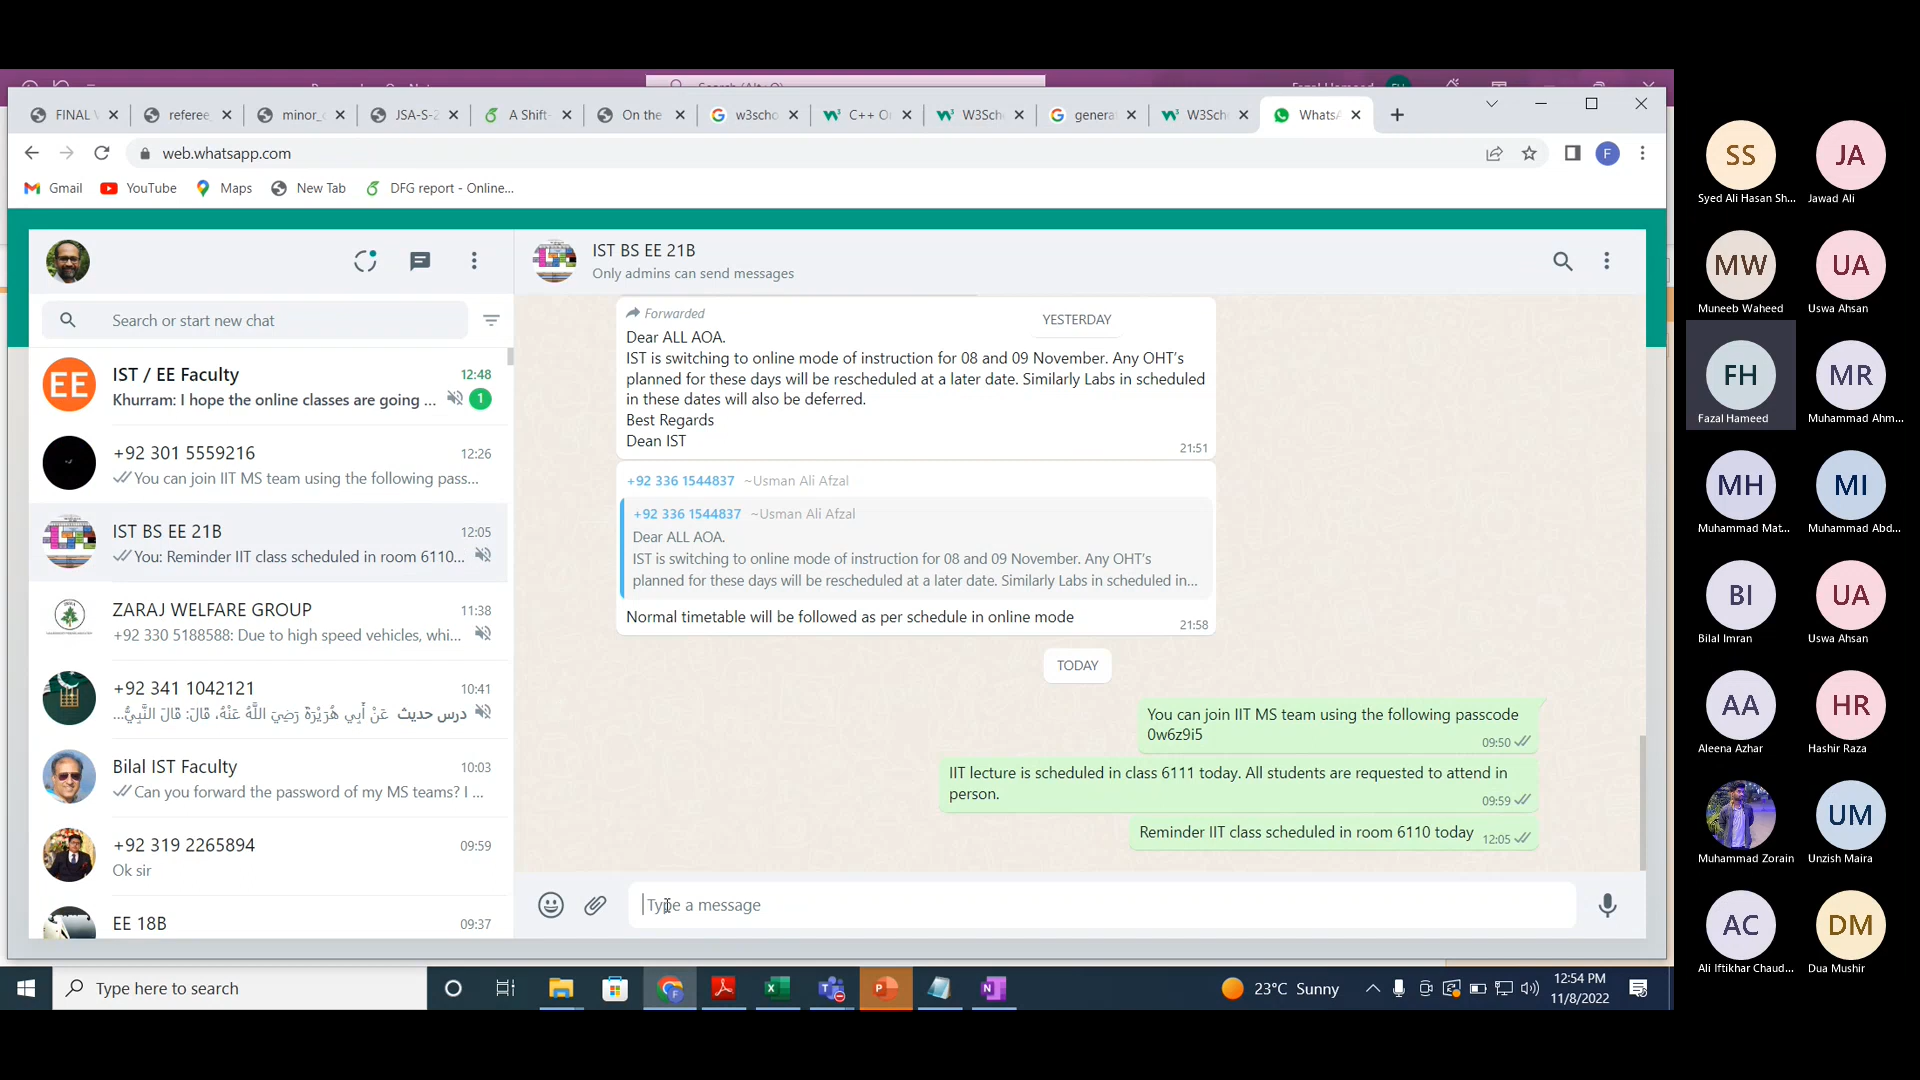 FINAL V
referee_
minor_c
JSA-S-2
A Shift-
On the
w3scho
C++ O
W3Sch
genera
W3Sch
WhatsA
web.whatsapp.com
F
Gmail
YouTube
Maps
New Tab
DFG report - Online...
IST BS EE 21B
Only admins can send messages
Search or start new chat
EE
IST / EE Faculty
12:48
Khurram: I hope the online classes are going ...
1
+92 301 5559216
12:26
You can join IIT MS team using the following pass...
IST BS EE 21B
12:05
You: Reminder IIT class scheduled in room 6110...
ZARAJ WELFARE GROUP
11:38
+92 330 5188588: Due to high speed vehicles, whi...
+92 341 1042121
10:41
درس حدیث عَنْ أَبِي هُرَيْرَةَ رَضِيَ اللَّهُ عَنْهُ، قَالَ: قَالَ النَّبِيُّ...
Bilal IST Faculty
10:03
Can you forward the password of my MS teams? I ...
+92 319 2265894
09:59
Ok sir
EE 18B
09:37
Forwarded
YESTERDAY
Dear ALL AOA.
IST is switching to online mode of instruction for 08 and 09 November. Any OHT's
planned for these days will be rescheduled at a later date. Similarly Labs in scheduled
in these dates will also be deferred.
Best Regards
Dean IST
21:51
+92 336 1544837 ~Usman Ali Afzal
+92 336 1544837 ~Usman Ali Afzal
Dear ALL AOA.
IST is switching to online mode of instruction for 08 and 09 November. Any OHT's
planned for these days will be rescheduled at a later date. Similarly Labs in scheduled in...
Normal timetable will be followed as per schedule in online mode
21:58
TODAY
You can join IIT MS team using the following passcode
0w6z9i5
09:50
IIT lecture is scheduled in class 6111 today. All students are requested to attend in
person.
09:59
Reminder IIT class scheduled in room 6110 today
12:05
Type a message
Type here to search
23°C Sunny
12:54 PM
11/8/2022
SS
Syed Ali Hasan Sh...
JA
Jawad Ali
MW
Muneeb Waheed
UA
Uswa Ahsan
FH
Fazal Hameed
MR
Muhammad Ahm...
MH
Muhammad Mat...
MI
Muhammad Abd...
BI
Bilal Imran
UA
Uswa Ahsan
AA
Aleena Azhar
HR
Hashir Raza
Muhammad Zorain
UM
Unzish Maira
AC
Ali Iftikhar Chaud...
DM
Dua Mushir